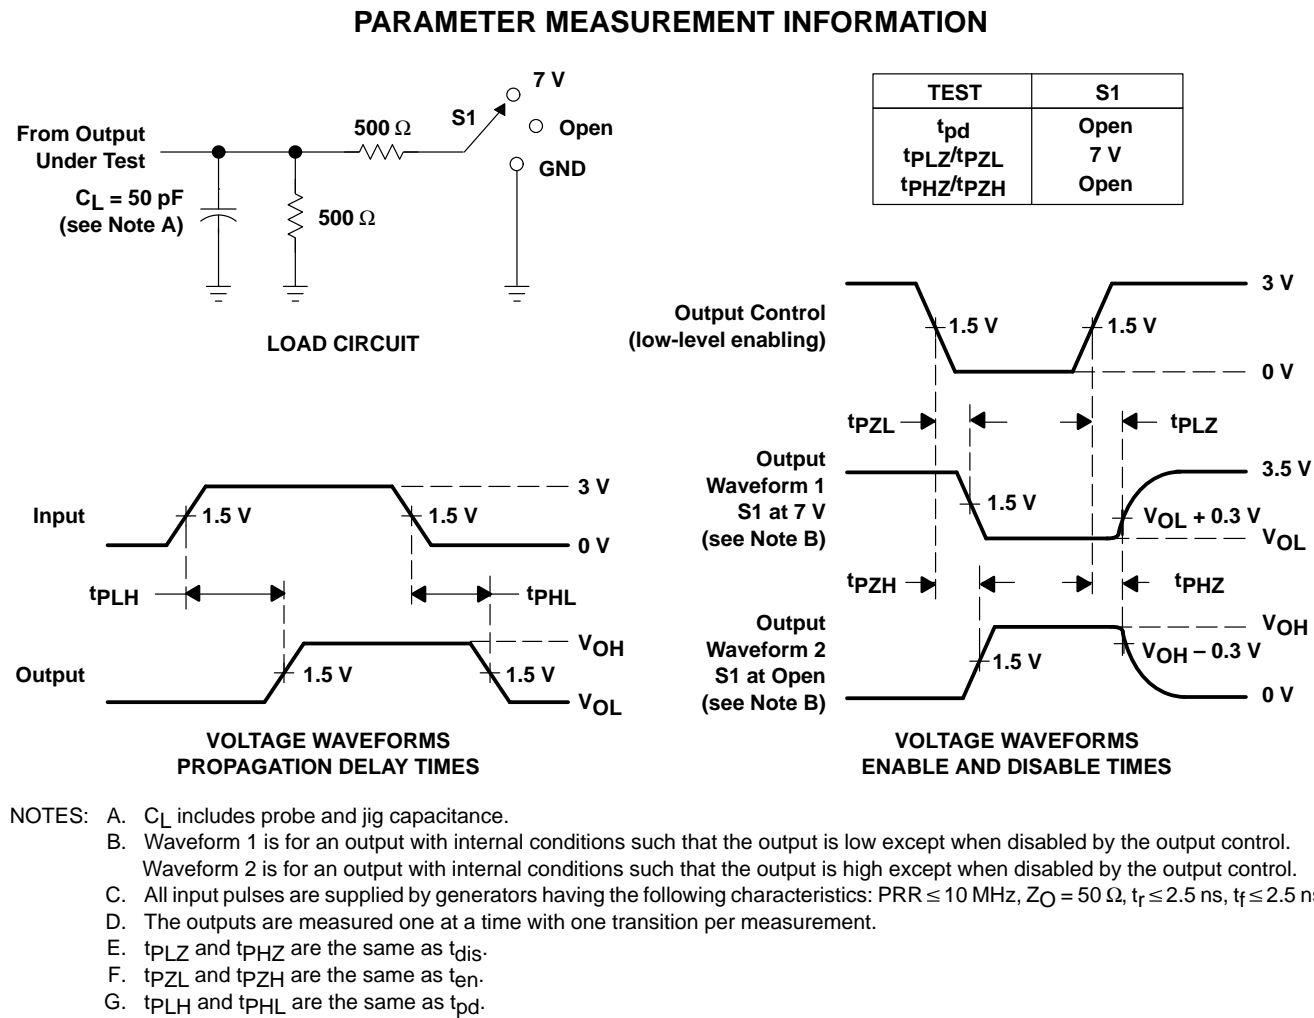 PARAMETER MEASUREMENT INFORMATION
From Output
Under Test
CL = 50 pF
(see Note A)
500 Ω
500 Ω
S1
7 V
Open
GND
LOAD CIRCUIT
TEST S1
tpd Open
tPLZ/tPZL 7 V
tPHZ/tPZH Open
Input
1.5 V
1.5 V
3 V
0 V
tPLH
tPHL
Output
1.5 V
1.5 V
VOH
VOL
VOLTAGE WAVEFORMS
PROPAGATION DELAY TIMES
Output Control
(low-level enabling)
1.5 V
1.5 V
3 V
0 V
tPZL
tPLZ
Output
Waveform 1
S1 at 7 V
(see Note B)
1.5 V
3.5 V
VOL + 0.3 V
VOL
tPZH
tPHZ
Output
Waveform 2
S1 at Open
(see Note B)
1.5 V
VOH
VOH – 0.3 V
0 V
VOLTAGE WAVEFORMS
ENABLE AND DISABLE TIMES
NOTES: A. CL includes probe and jig capacitance.
B. Waveform 1 is for an output with internal conditions such that the output is low except when disabled by the output control.
Waveform 2 is for an output with internal conditions such that the output is high except when disabled by the output control.
C. All input pulses are supplied by generators having the following characteristics: PRR ≤ 10 MHz, ZO = 50 Ω, tr ≤ 2.5 ns, tf ≤ 2.5 ns
D. The outputs are measured one at a time with one transition per measurement.
E. tPLZ and tPHZ are the same as tdis.
F. tPZL and tPZH are the same as ten.
G. tPLH and tPHL are the same as tpd.